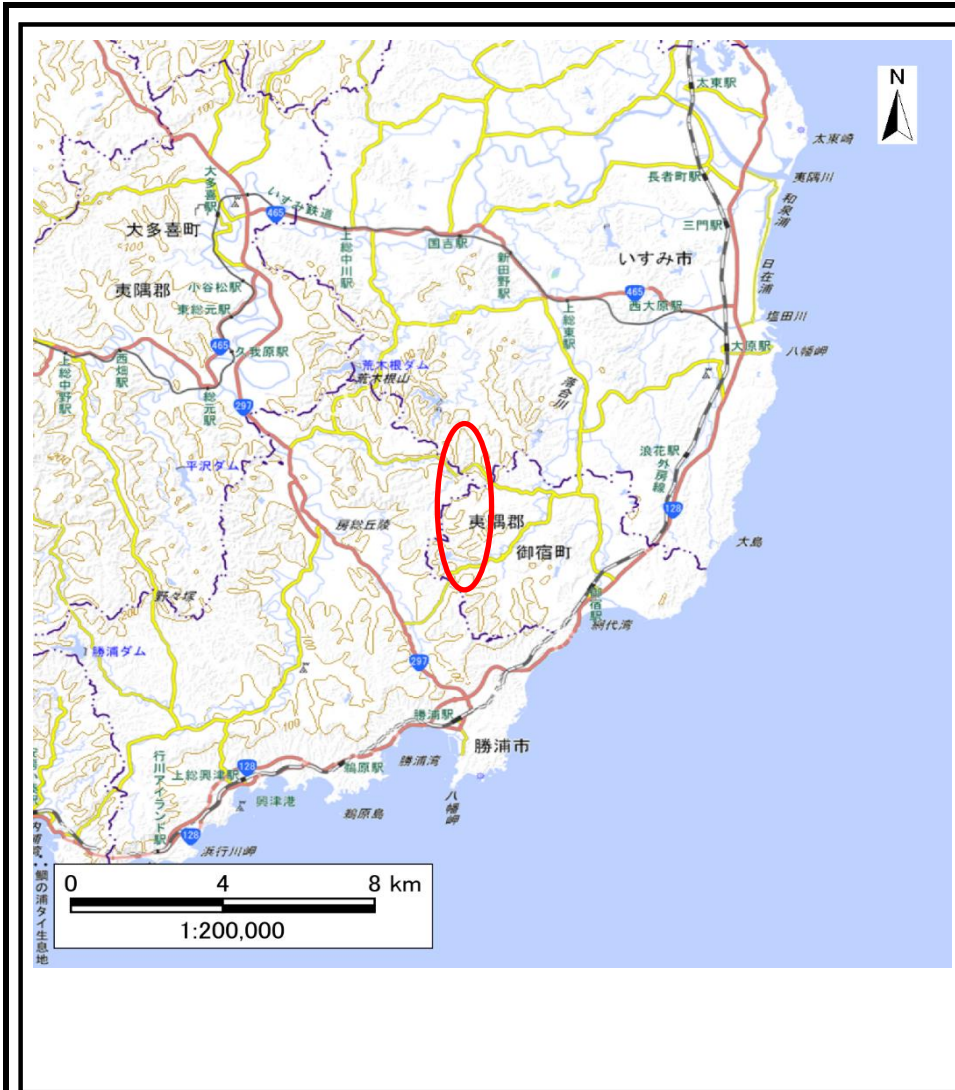 N
太東駅
太東崎
夷隅川
和泉浦
長者町駅
大多喜駅
いすみ鉄道
465
三門駅
大多喜町
上総中川駅
国吉駅
いすみ市
新田野駅
日在浦
夷隅郡
小谷松駅
465
西大原駅
東総元駅
上総東駅
塩田川
465
久我原駅
大原駅
八幡岬
上総中野駅
西畑駅
荒木根ダム
荒木根山
総元駅
297
落合川
100
200
浪花駅
外房線
平沢ダム
128
房総丘陵
夷隅郡
大島
御宿町
野々塚
御宿駅
網代湾
勝浦ダム
297
100
勝浦駅
勝浦市
行川アイランド駅
上総興津駅
128
鵜原駅
勝浦湾
興津港
鵜原島
八幡岬
128
浜行川岬
内浦湾
鯛の浦タイ生息地
0 4 8 km
1:200,000